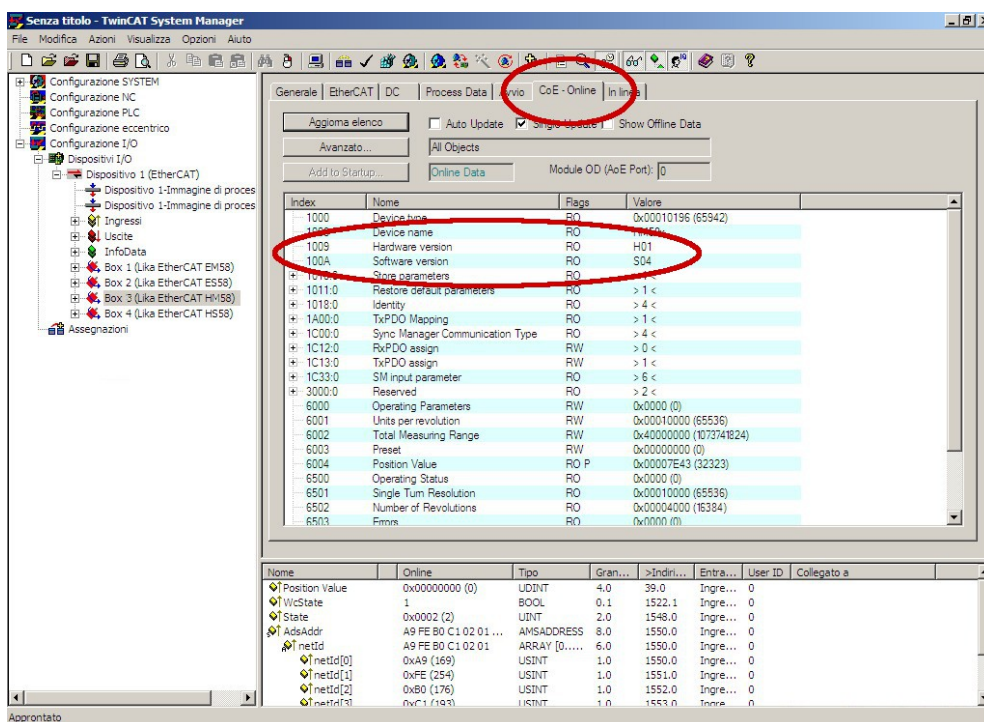 Senza titolo - TwinCAT System Manager
File Modifica Azioni Visualizza Opzioni Aiuto
Configurazione SYSTEM
Configurazione NC
Configurazione PLC
Configurazione eccentrico
Configurazione I/O
Dispositivi I/O
Dispositivo 1 (EtherCAT)
Dispositivo 1-Immagine di proces
Dispositivo 1-Immagine di proces
Ingressi
Uscite
InfoData
Box 1 (Lika EtherCAT EM58)
Box 2 (Lika EtherCAT ES58)
Box 3 (Lika EtherCAT HM58)
Box 4 (Lika EtherCAT HS58)
Assegnazioni
Generale EtherCAT DC Process Data Avvio CoE - Online In linea
Aggiorna elenco Auto Update Single Update Show Offline Data
Avanzato... All Objects
Add to Startup... Online Data Module OD (AoE Port): 0
Index Name Flags Valore
1000 Device type RO 0x00010196 (65942)
1008 Device name RO
1009 Hardware version RO H01
100A Software version RO S04
1010:0 Store parameters RO > 1 <
1011:0 Restore default parameters RO > 1 <
1018:0 Identity RO > 4 <
1A00:0 TxPDO Mapping RO > 1 <
1C00:0 Sync Manager Communication Type RO > 4 <
1C12:0 RxPDO assign RW > 0 <
1C13:0 TxPDO assign RW > 1 <
1C33:0 SM input parameter RO > 6 <
3000:0 Reserved RO > 2 <
6000 Operating Parameters RW 0x0000 (0)
6001 Units per revolution RW 0x00010000 (65536)
6002 Total Measuring Range RW 0x40000000 (1073741824)
6003 Preset RW 0x00000000 (0)
6004 Position Value RO P 0x00007E43 (32323)
6500 Operating Status RO 0x0000 (0)
6501 Single Turn Resolution RO 0x00010000 (65536)
6502 Number of Revolutions RO 0x00004000 (16384)
6503 Errors RO 0x0000 (0)
Nome Online Tipo Gran... >Indiri... Entra... User ID Collegato a
Position Value 0x00000000 (0) UDINT 4.0 39.0 Ingre... 0
WcState 1 BOOL 0.1 1522.1 Ingre... 0
State 0x0002 (2) UINT 2.0 1548.0 Ingre... 0
AdsAddr A9 FE B0 C1 02 01 ... AMSADDRESS 8.0 1550.0 Ingre... 0
netId A9 FE B0 C1 02 01 ARRAY [0..... 6.0 1550.0 Ingre... 0
netId[0] 0xA9 (169) USINT 1.0 1550.0 Ingre... 0
netId[1] 0xFE (254) USINT 1.0 1551.0 Ingre... 0
netId[2] 0xB0 (176) USINT 1.0 1552.0 Ingre... 0
netId[3] 0xC1 (193) USINT 1.0 1553.0 Ingre... 0
Approntato